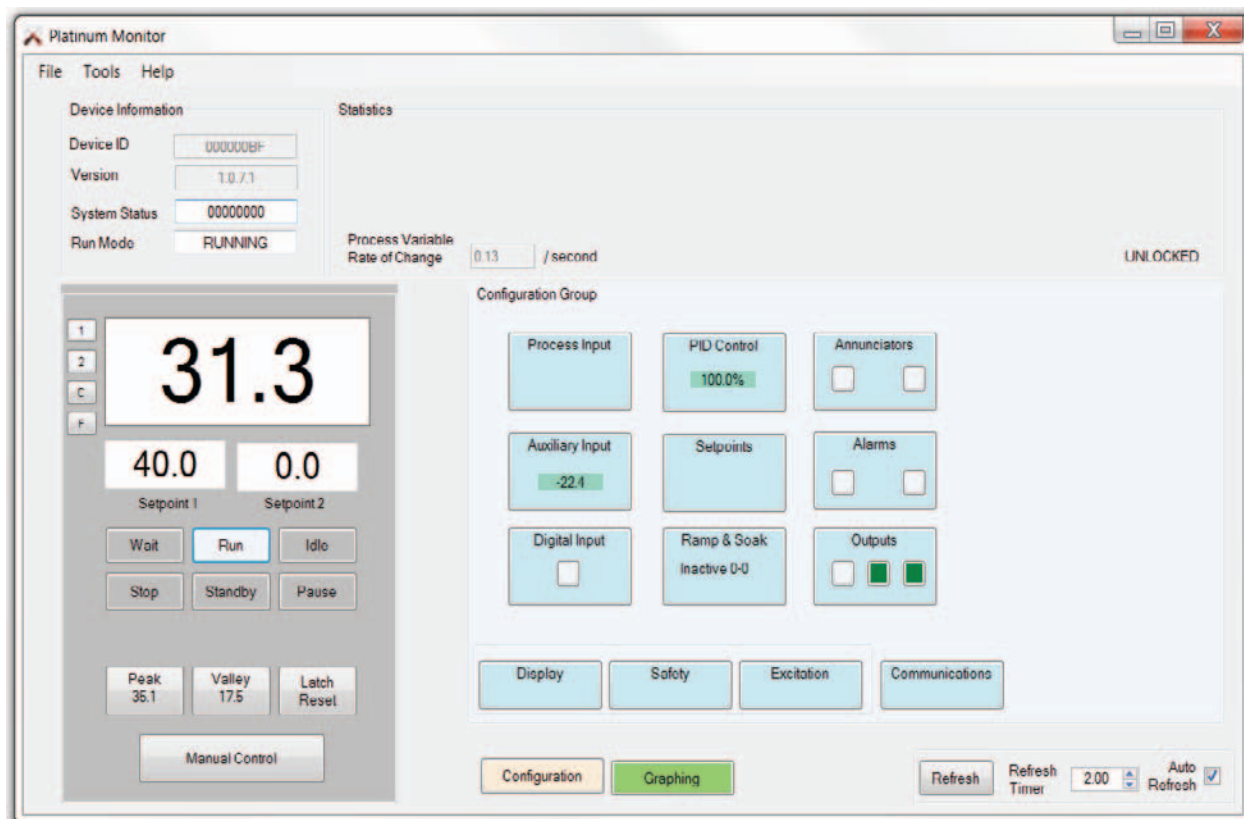 Platinum Monitor
File Tools Help
Device Information
Device ID 000000BF
Version 1.0.7.1
System Status 00000000
Run Mode RUNNING
Statistics
Process Variable
Rate of Change 0.13 / second
UNLOCKED
1
2
C
F
31.3
40.0 0.0
Setpoint 1 Setpoint 2
Wait Run Idle
Stop Standby Pause
Peak
35.1
Valley
17.5
Latch
Reset
Manual Control
Configuration Group
Process Input
PID Control
100.0%
Annunciators
Auxiliary Input
-22.4
Setpoints
Alarms
Digital Input
Ramp & Soak
Inactive 0-0
Outputs
Display Safety Excitation Communications
Configuration Graphing
Refresh
Refresh
Timer
2.00
Auto
Refresh